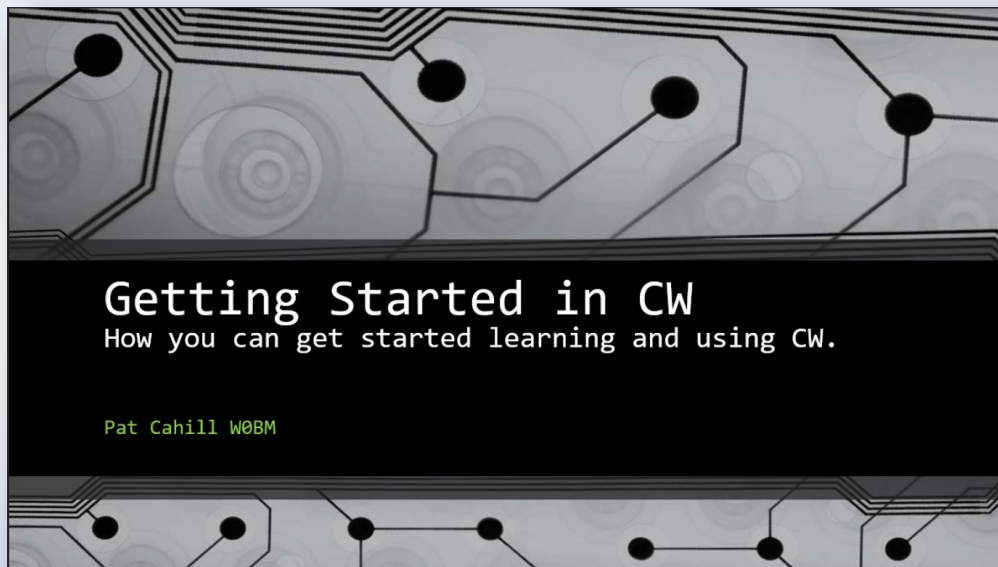 Getting Started in CW
How you can get started learning and using CW.
Pat Cahill W0BM